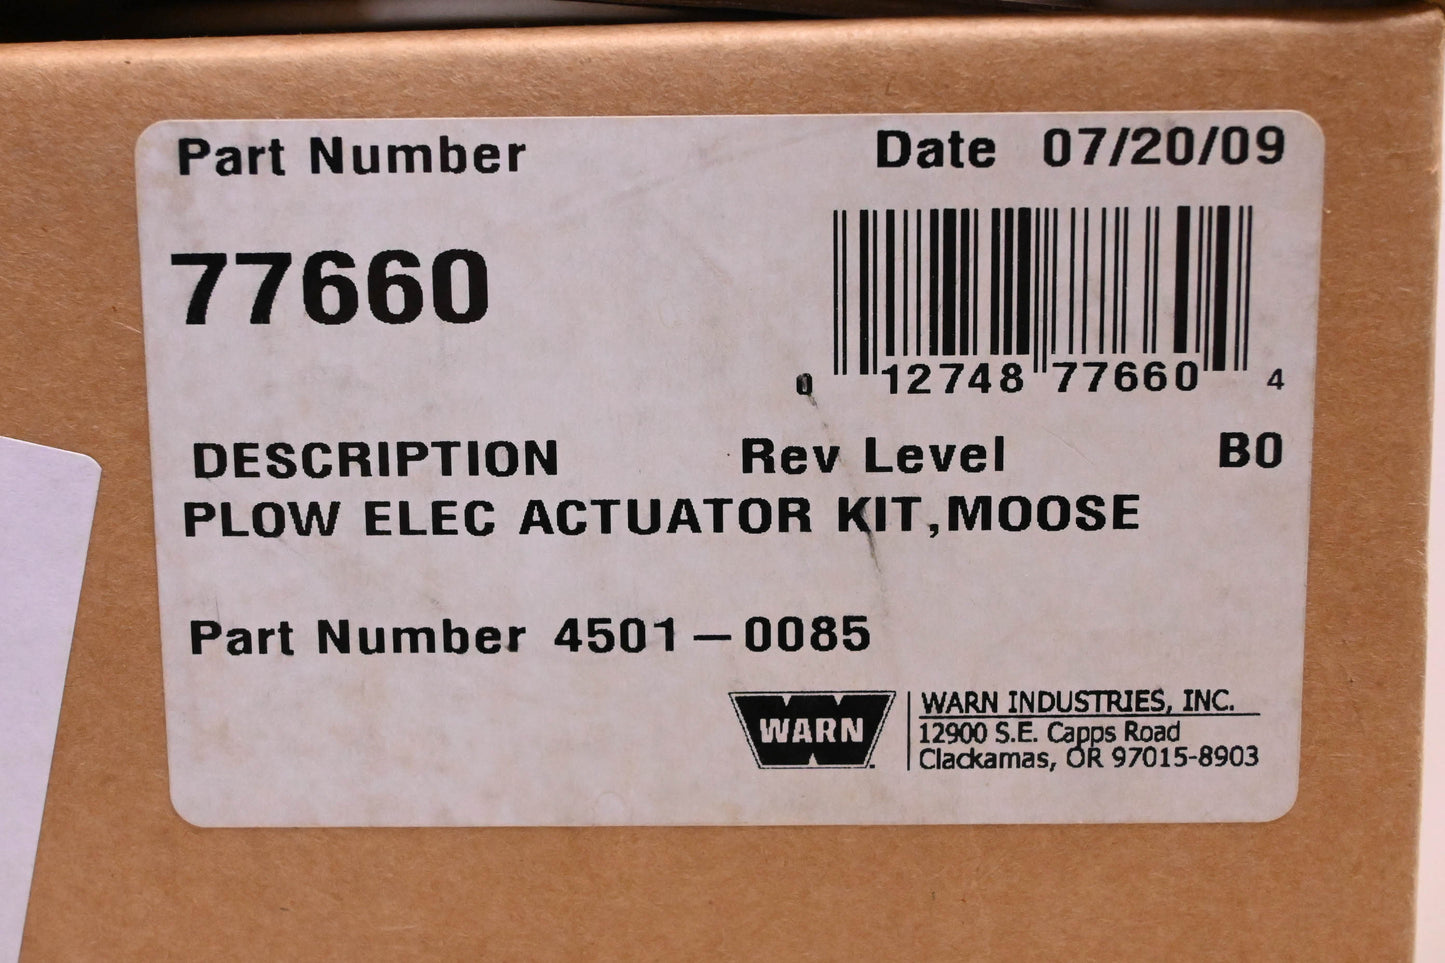 Part Number
Date 07/20/09
77660
0 12748 77660 4
DESCRIPTION
Rev Level B0
PLOW ELEC ACTUATOR KIT,MOOSE
Part Number 4501-0085
WARN
WARN INDUSTRIES, INC.
12900 S.E. Capps Road
Clackamas, OR 97015-8903